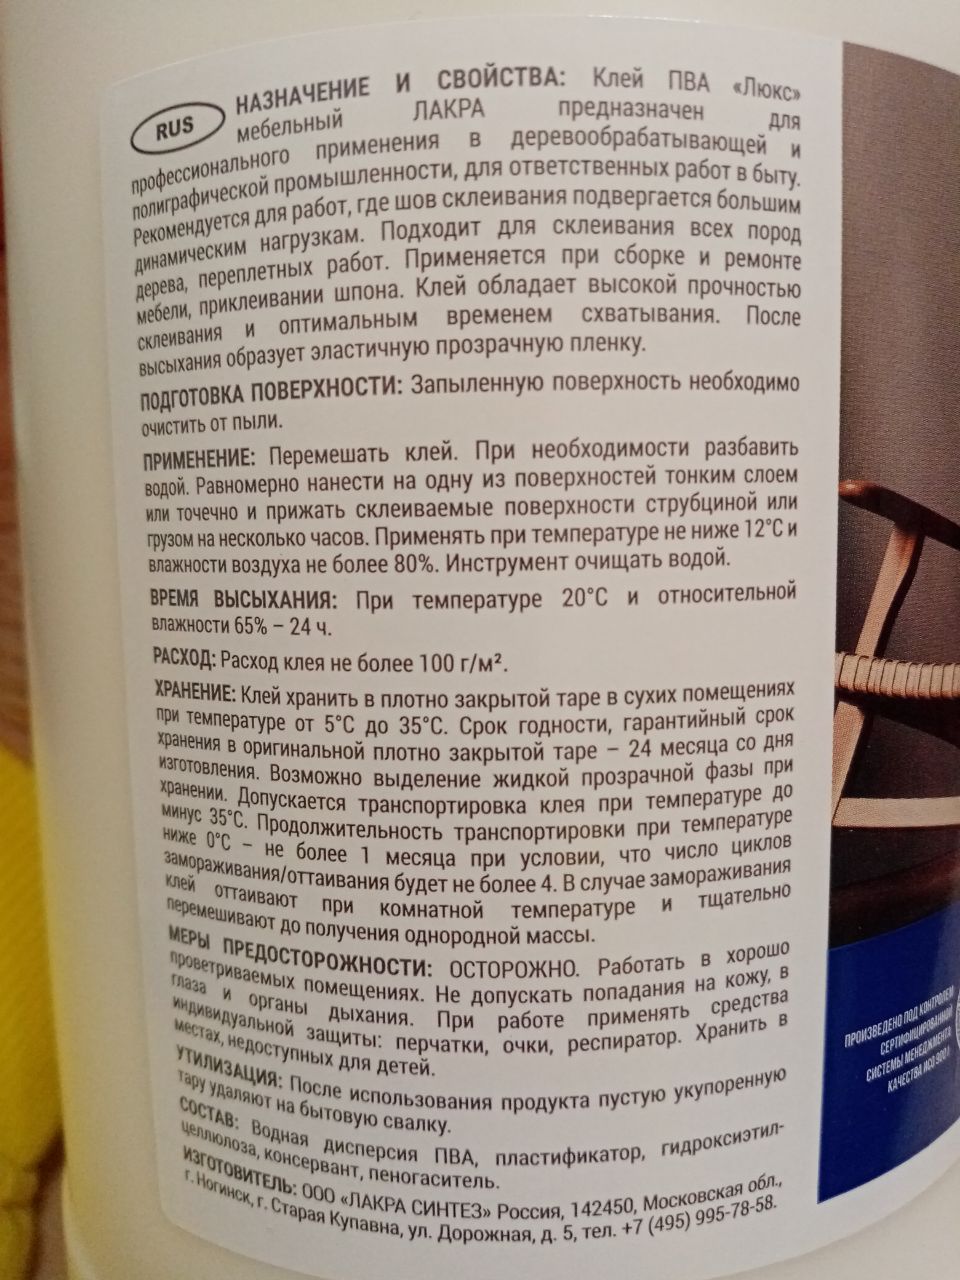 RUS
НАЗНАЧЕНИЕ И СВОЙСТВА: Клей ПВА «Люкс»
мебельный ЛАКРА предназначен для
профессионального применения в деревообрабатывающей и
полиграфической промышленности, для ответственных работ в быту.
Рекомендуется для работ, где шов склеивания подвергается большим
динамическим нагрузкам. Подходит для склеивания всех пород
дерева, переплетных работ. Применяется при сборке и ремонте
мебели, приклеивании шпона. Клей обладает высокой прочностью
склеивания и оптимальным временем схватывания. После
высыхания образует эластичную прозрачную пленку.
ПОДГОТОВКА ПОВЕРХНОСТИ: Запыленную поверхность необходимо
очистить от пыли.
ПРИМЕНЕНИЕ: Перемешать клей. При необходимости разбавить
водой. Равномерно нанести на одну из поверхностей тонким слоем
или точечно и прижать склеиваемые поверхности струбциной или
грузом на несколько часов. Применять при температуре не ниже 12°С и
влажности воздуха не более 80%. Инструмент очищать водой.
ВРЕМЯ ВЫСЫХАНИЯ: При температуре 20°С и относительной
влажности 65% – 24 ч.
РАСХОД: Расход клея не более 100 г/м².
ХРАНЕНИЕ: Клей хранить в плотно закрытой таре в сухих помещениях
при температуре от 5°С до 35°С. Срок годности, гарантийный срок
хранения в оригинальной плотно закрытой таре – 24 месяца со дня
изготовления. Возможно выделение жидкой прозрачной фазы при
хранении. Допускается транспортировка клея при температуре до
минус 35°С. Продолжительность транспортировки при температуре
ниже 0°С – не более 1 месяца при условии, что число циклов
замораживания/оттаивания будет не более 4. В случае замораживания
клей оттаивают при комнатной температуре и тщательно
перемешивают до получения однородной массы.
МЕРЫ ПРЕДОСТОРОЖНОСТИ: ОСТОРОЖНО. Работать в хорошо
проветриваемых помещениях. Не допускать попадания на кожу, в
глаза и органы дыхания. При работе применять средства
индивидуальной защиты: перчатки, очки, респиратор. Хранить в
местах, недоступных для детей.
УТИЛИЗАЦИЯ: После использования продукта пустую укупоренную
тару удаляют на бытовую свалку.
СОСТАВ: Водная дисперсия ПВА, пластификатор, гидроксиэтил-
целлюлоза, консервант, пеногаситель.
ИЗГОТОВИТЕЛЬ: ООО «ЛАКРА СИНТЕЗ» Россия, 142450, Московская обл.,
г. Ногинск, г. Старая Купавна, ул. Дорожная, д. 5, тел. +7 (495) 995-78-58.
ПРОИЗВЕДЕНО ПОД КОНТРОЛЕМ
СЕРТИФИЦИРОВАННОЙ
СИСТЕМЫ МЕНЕДЖМЕНТА
КАЧЕСТВА ИСО 9001